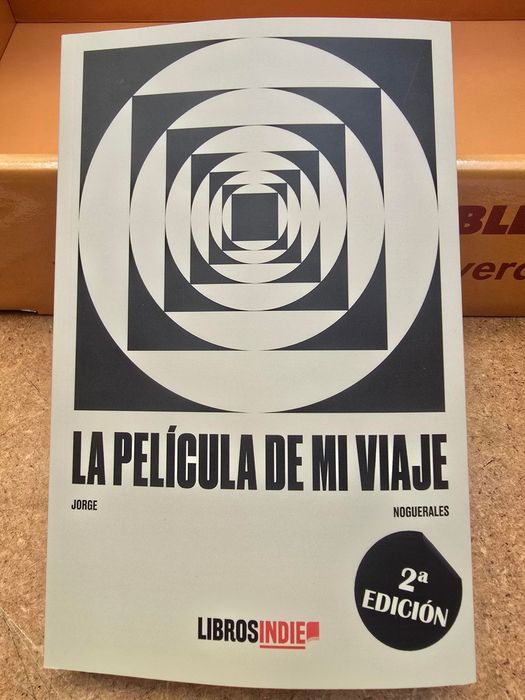 LA PELÍCULA DE MI VIAJE
JORGE NOGUERALES
2ª
EDICIÓN
LIBROSINDIE